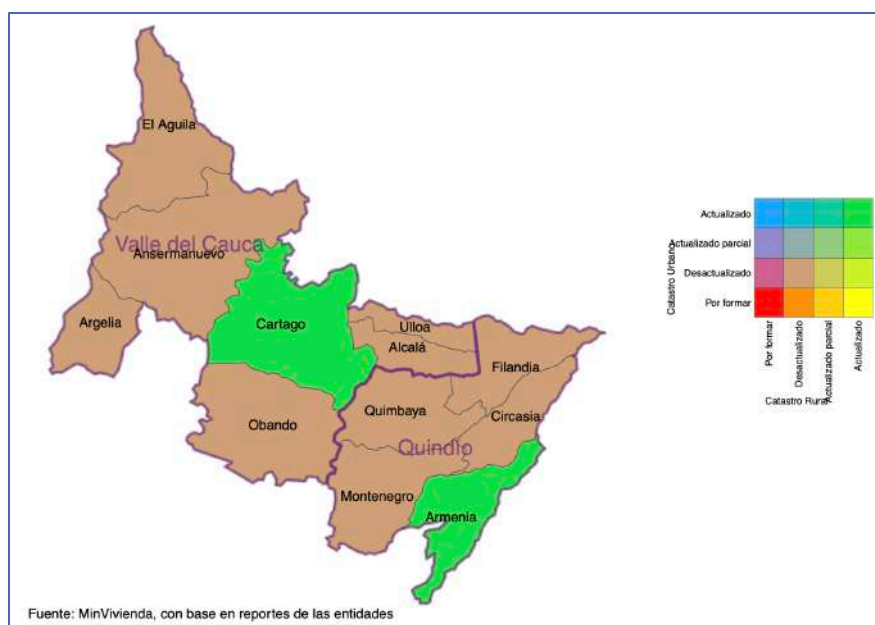 El Aguila
Valle del Cauca
Ansermanuevo
Argelia
Cartago
Ulloa
Alcalá
Filandia
Obando
Quimbaya
Circasia
Quindío
Montenegro
Armenia
Catastro Urbano
Actualizado
Actualizado parcial
Desactualizado
Por formar
Por formar
Desactualizado
Actualizado parcial
Actualizado
Catastro Rural
Fuente: MinVivienda, con base en reportes de las entidades